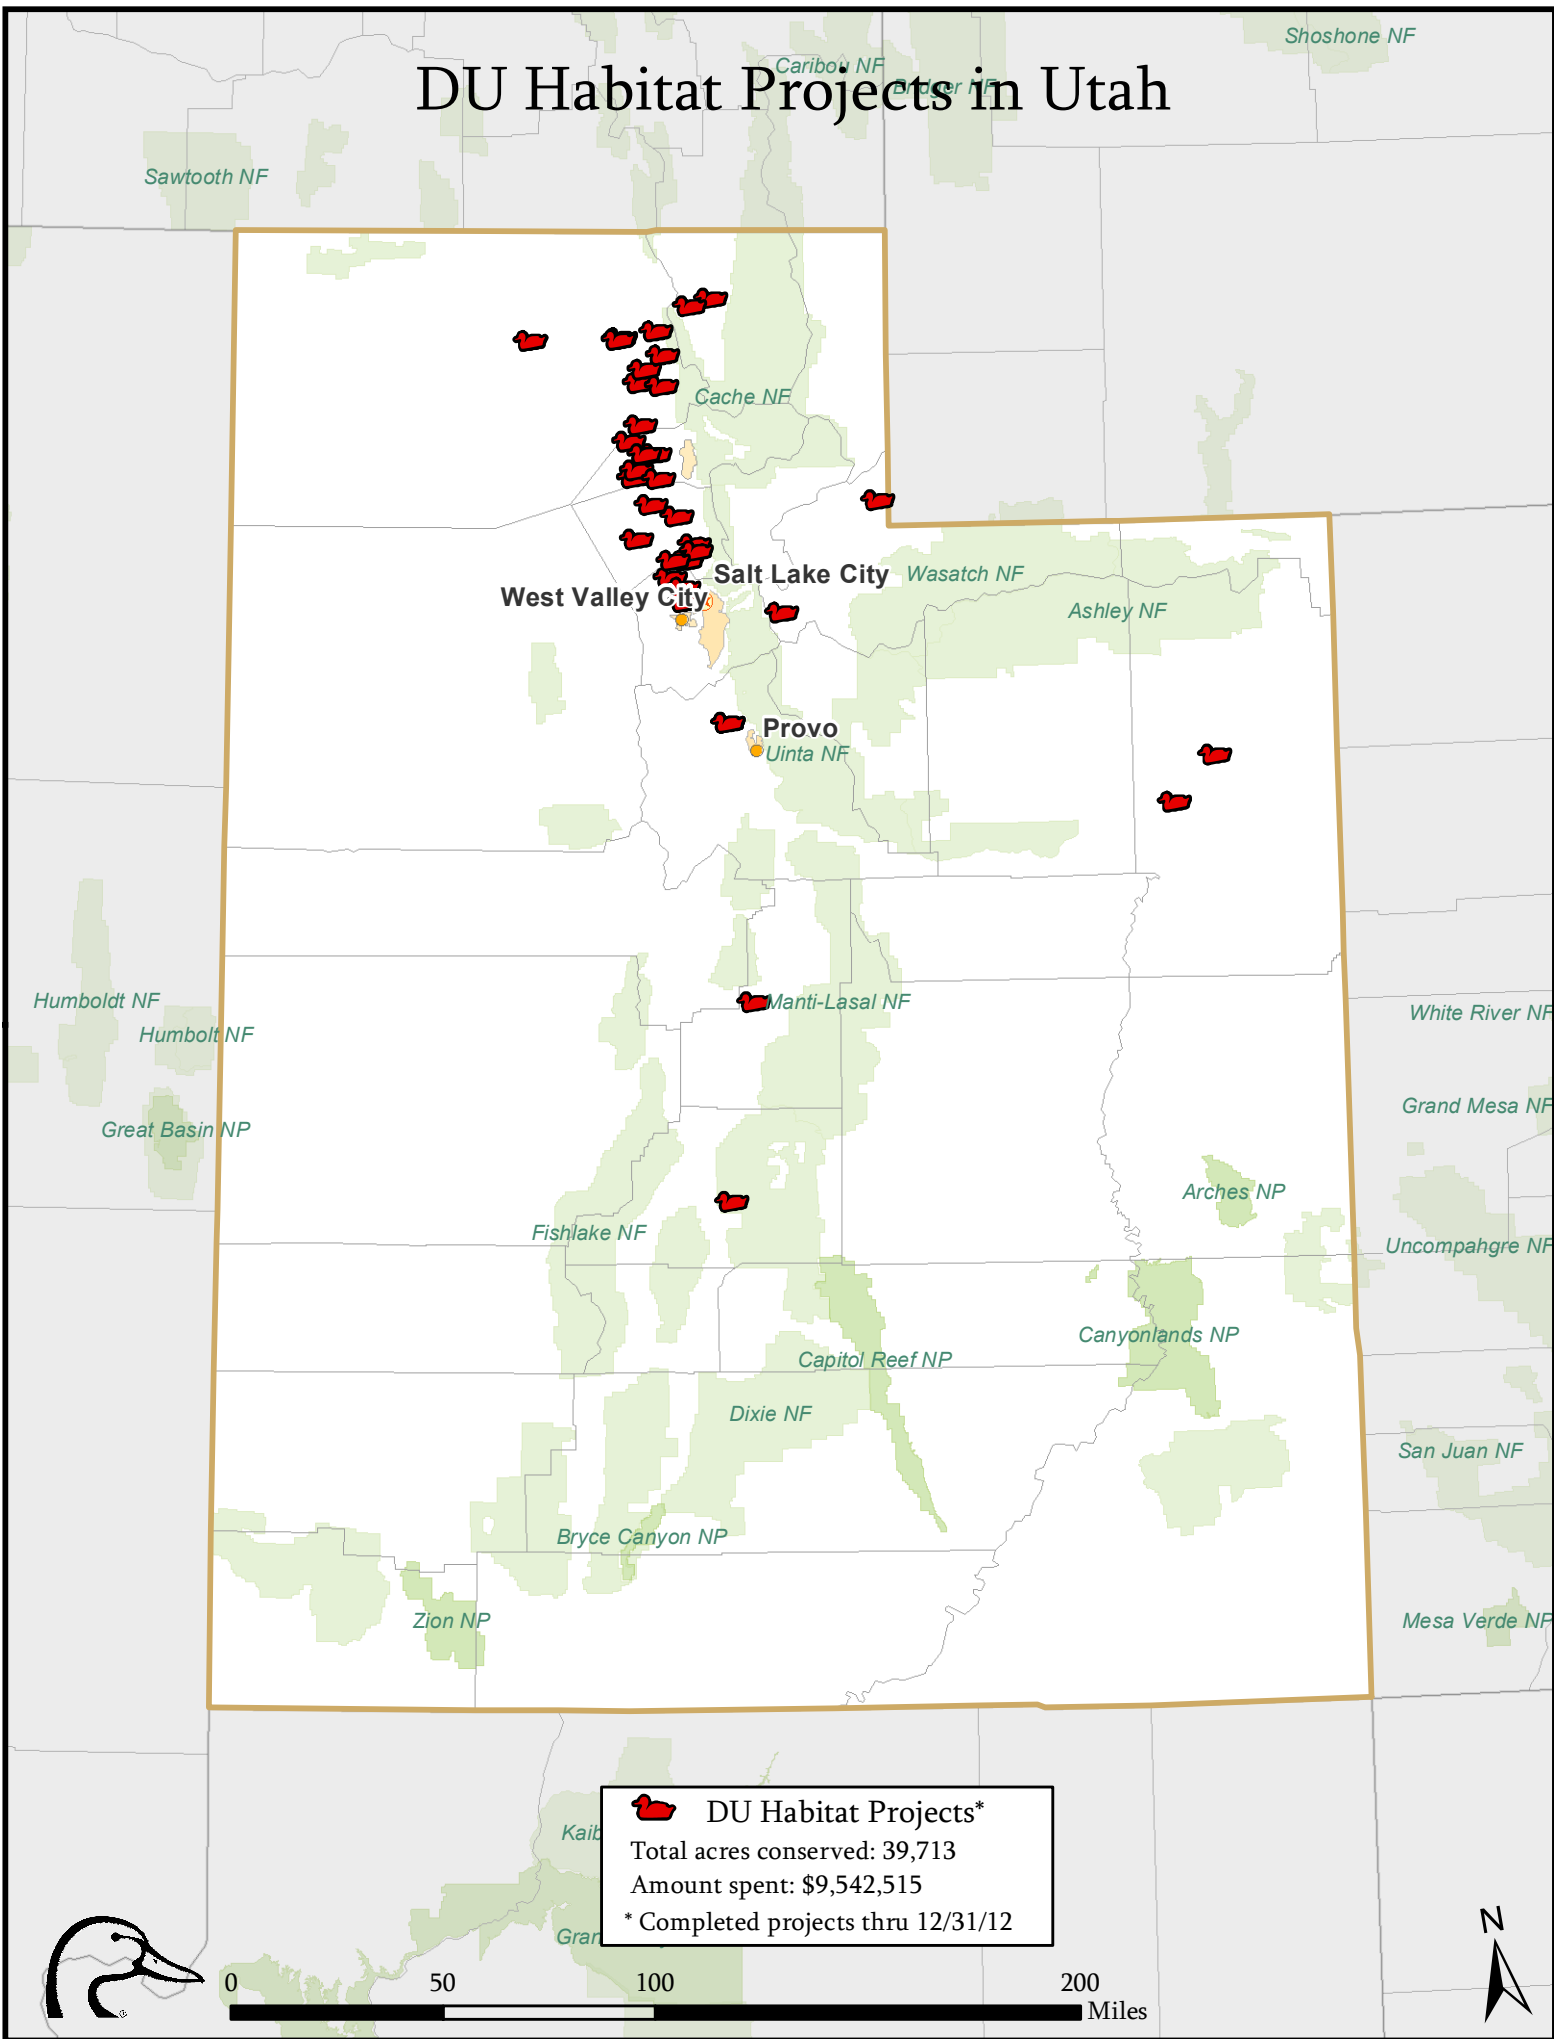 Shoshone NF
Caribou NF
Bridger NF
DU Habitat Projects in Utah
Sawtooth NF
Cache NF
Salt Lake City
Wasatch NF
West Valley City
Ashley NF
Provo
Uinta NF
Humboldt NF
Manti-Lasal NF
White River NF
Humbolt NF
Grand Mesa NF
Great Basin NP
Arches NP
Fishlake NF
Uncompahgre NF
Canyonlands NP
Capitol Reef NP
Dixie NF
San Juan NF
Bryce Canyon NP
Zion NP
Mesa Verde NP
DU Habitat Projects*
Kaib
Total acres conserved: 39,713
Amount spent: $9,542,515
* Completed projects thru 12/31/12
Gran
N
0 50 100 200
Miles